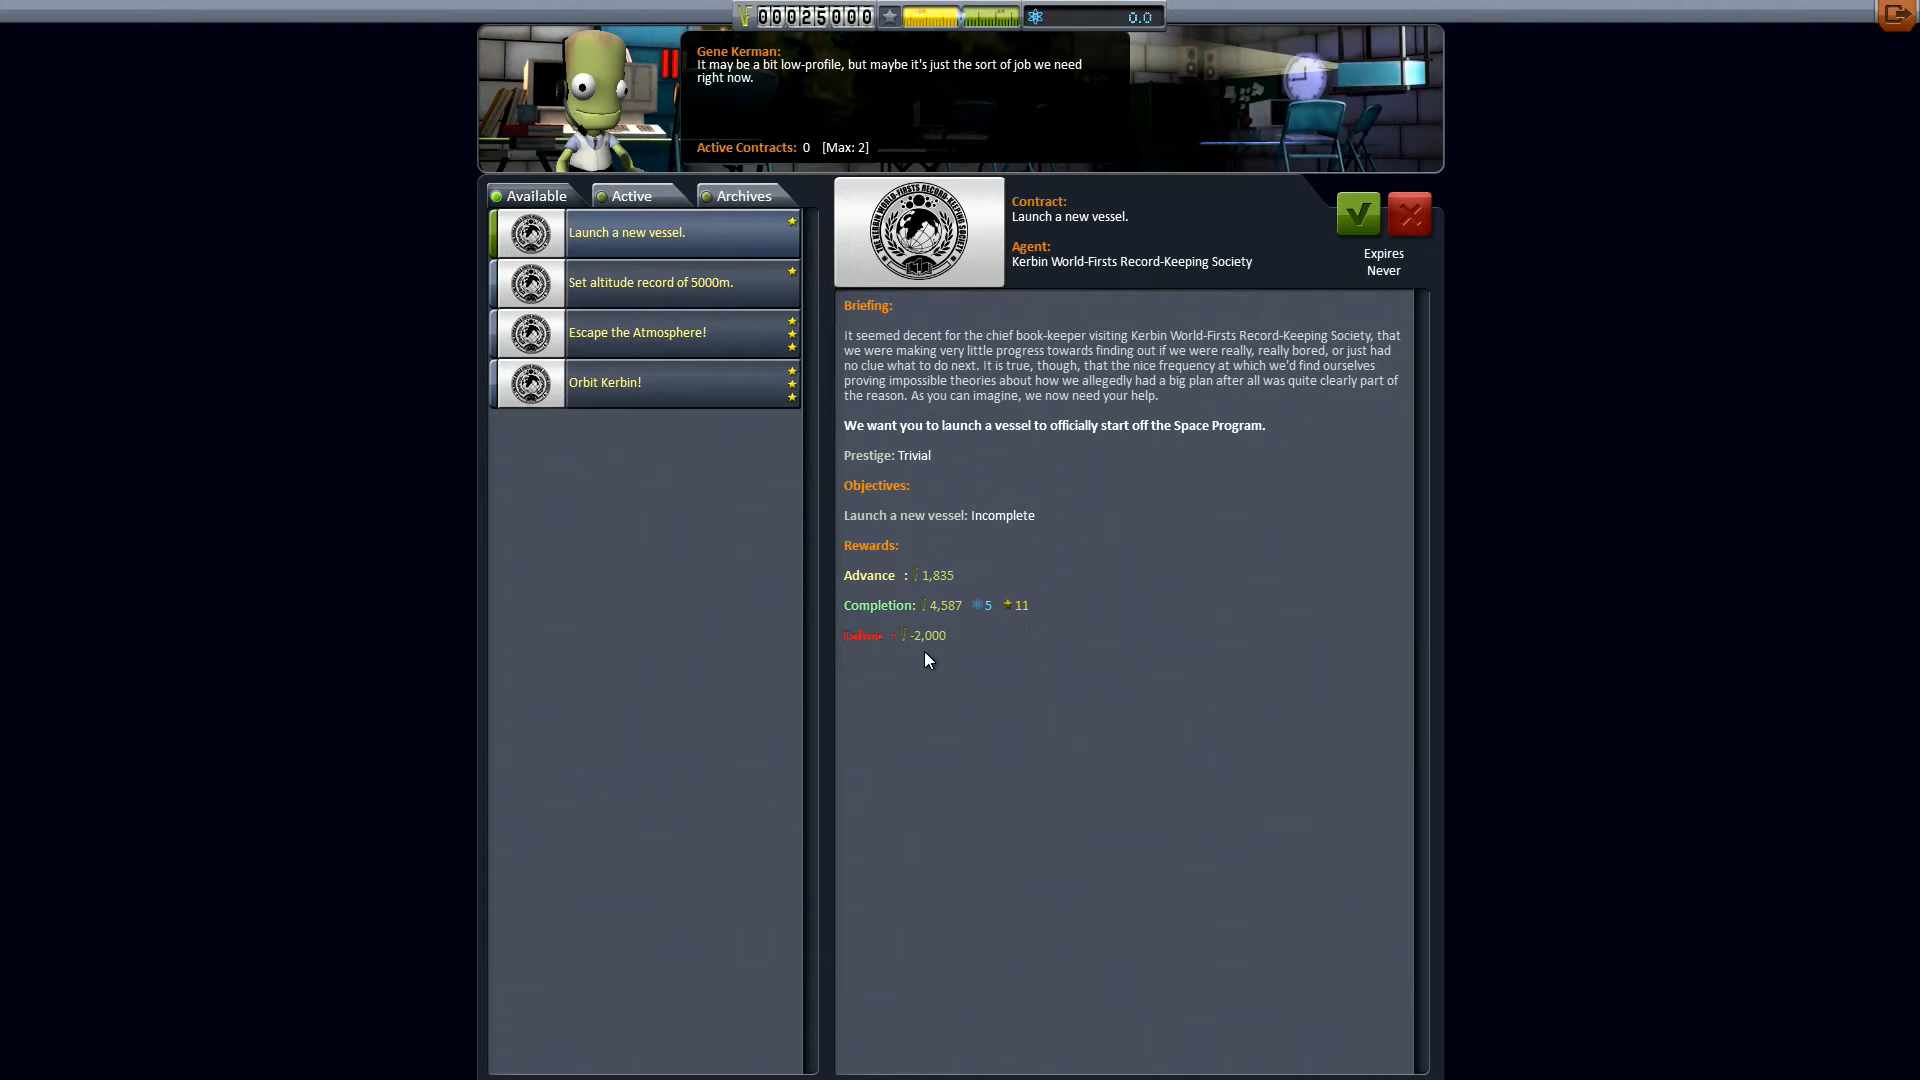 00025000
0.0
Gene Kerman:
It may be a bit low-profile, but maybe it's just the sort of job we need
right now.
Active Contracts: 0 [Max: 2]
Available
Active
Archives
Launch a new vessel.
Set altitude record of 5000m.
Escape the Atmosphere!
Orbit Kerbin!
THE KERBIN WORLD-FIRSTS RECORD-KEEPING SOCIETY
Contract:
Launch a new vessel.
Agent:
Kerbin World-Firsts Record-Keeping Society
Expires
Never
Briefing:
It seemed decent for the chief book-keeper visiting Kerbin World-Firsts Record-Keeping Society, that
we were making very little progress towards finding out if we were really, really bored, or just had
no clue what to do next. It is true, though, that the nice frequency at which we'd find ourselves
proving impossible theories about how we allegedly had a big plan after all was quite clearly part of
the reason. As you can imagine, we now need your help.
We want you to launch a vessel to officially start off the Space Program.
Prestige: Trivial
Objectives:
Launch a new vessel: Incomplete
Rewards:
Advance : 1,835
Completion: 4,587 5 11
-2,000